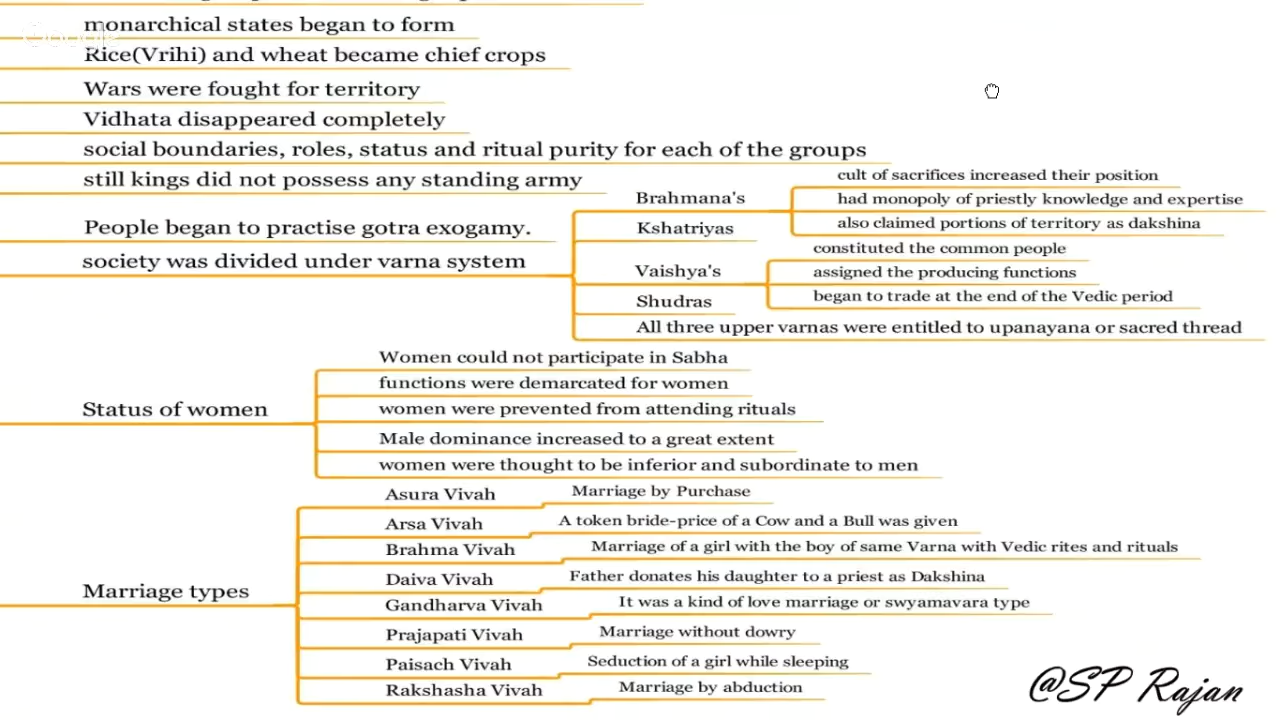 monarchical states began to form
Google
Rice(Vrihi) and wheat became chief crops
Wars were fought for territory
Vidhata disappeared completely
social boundaries, roles, status and ritual purity for each of the groups
still kings did not possess any standing army
People began to practise gotra exogamy.
society was divided under varna system
Brahmana's
cult of sacrifices increased their position
had monopoly of priestly knowledge and expertise
also claimed portions of territory as dakshina
Kshatriyas
Vaishya's
constituted the common people
assigned the producing functions
began to trade at the end of the Vedic period
Shudras
All three upper varnas were entitled to upanayana or sacred thread
Status of women
Women could not participate in Sabha
functions were demarcated for women
women were prevented from attending rituals
Male dominance increased to a great extent
women were thought to be inferior and subordinate to men
Marriage types
Asura Vivah
Marriage by Purchase
Arsa Vivah
A token bride-price of a Cow and a Bull was given
Brahma Vivah
Marriage of a girl with the boy of same Varna with Vedic rites and rituals
Daiva Vivah
Father donates his daughter to a priest as Dakshina
Gandharva Vivah
It was a kind of love marriage or swyamavara type
Prajapati Vivah
Marriage without dowry
Paisach Vivah
Seduction of a girl while sleeping
Rakshasha Vivah
Marriage by abduction
@SP Rajan